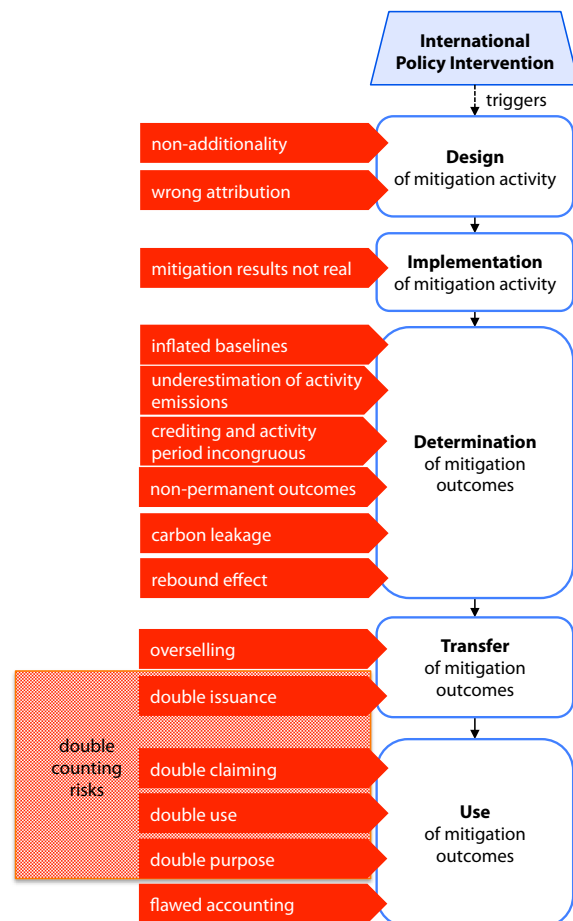 International
Policy Intervention
triggers
non-additionality
wrong attribution
Design
of mitigation activity
mitigation results not real
Implementation
of mitigation activity
inflated baselines
underestimation of activity
emissions
crediting and activity
period incongruous
non-permanent outcomes
carbon leakage
rebound effect
Determination
of mitigation
outcomes
overselling
double issuance
Transfer
of mitigation
outcomes
double
counting
risks
double claiming
double use
double purpose
flawed accounting
Use
of mitigation
outcomes